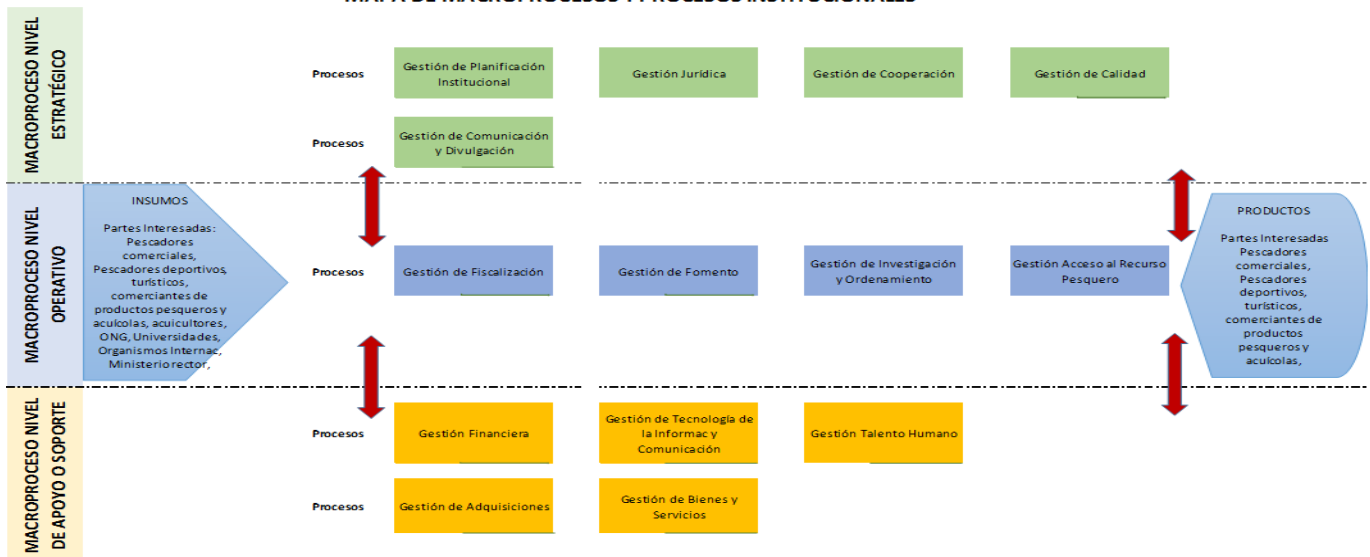 MAPA DE MACROPROCESOS Y PROCESOS INSTITUCIONALES
MACROPROCESO NIVEL
ESTRATÉGICO
Procesos
Gestión de Planificación
Institucional
Gestión Jurídica
Gestión de Cooperación
Gestión de Calidad
Procesos
Gestión de Comunicación
y Divulgación
MACROPROCESO NIVEL
OPERATIVO
INSUMOS
Partes Interesadas:
Pescadores
comerciales,
Pescadores deportivos,
turísticos,
comerciantes de
productos pesqueros y
acuícolas, acuicultores,
ONG, Universidades,
Organismos Internac,
Ministerio rector,
Procesos
Gestión de Fiscalización
Gestión de Fomento
Gestión de Investigación
y Ordenamiento
Gestión Acceso al Recurso
Pesquero
PRODUCTOS
Partes Interesadas
Pescadores
comerciales,
Pescadores
deportivos,
turísticos,
comerciantes de
productos
pesqueros y
acuícolas,
MACROPROCESO NIVEL
DE APOYO O SOPORTE
Procesos
Gestión Financiera
Gestión de Tecnología de
la Informac y
Comunicación
Gestión Talento Humano
Procesos
Gestión de Adquisiciones
Gestión de Bienes y
Servicios